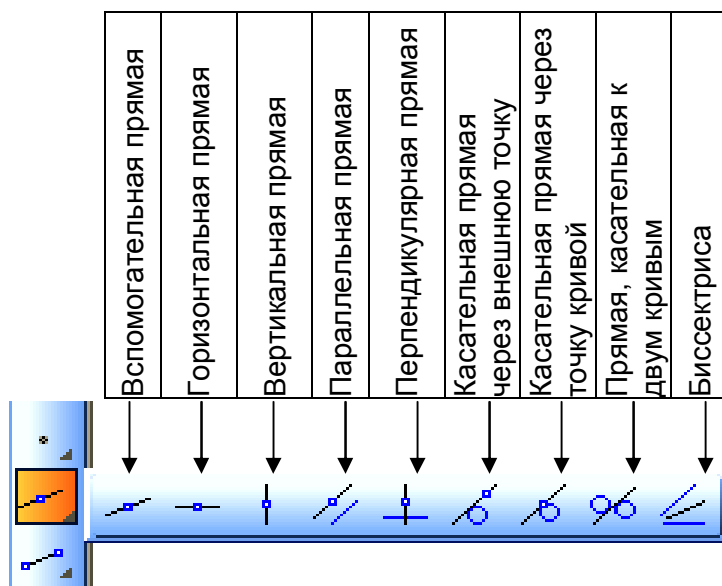 Вспомогательная прямая
Горизонтальная прямая
Вертикальная прямая
Параллельная прямая
Перпендикулярная прямая
Касательная прямая
через внешнюю точку
Касательная прямая через
точку кривой
Прямая, касательная к
двум кривым
Биссектриса